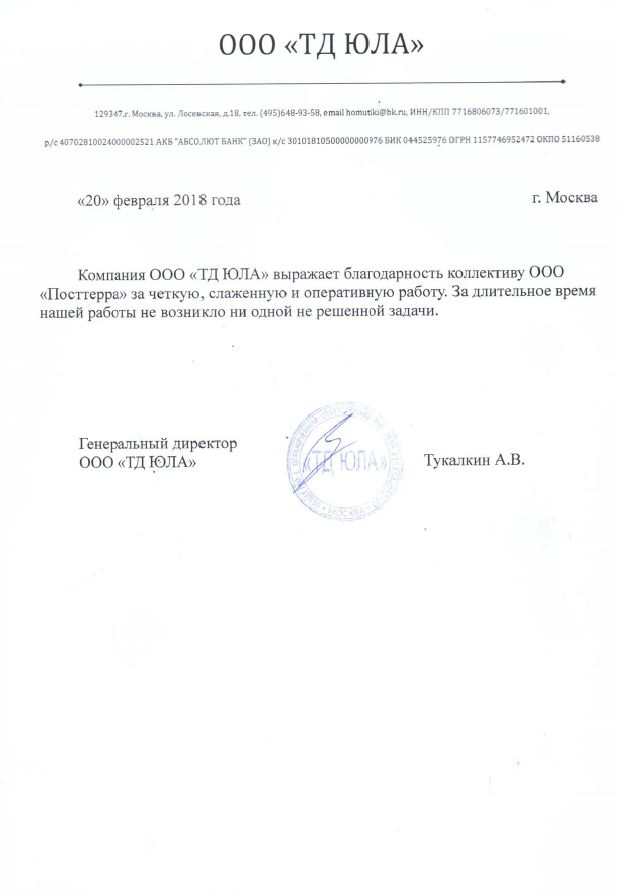 ООО «ТД ЮЛА»
129347,г. Москва, ул. Лосевская, д.18, тел. (495)648-93-58, email homutiki@bk.ru, ИНН/КПП 7716806073/771601001,
р/с 40702810024000002521 АКБ "АБСОЛЮТ БАНК" (ЗАО) к/с 30101810500000000976 БИК 044525976 ОГРН 1157746952472 ОКПО 51160538
«20» февраля 2018 года г. Москва
Компания ООО «ТД ЮЛА» выражает благодарность коллективу ООО
«Посттерра» за четкую, слаженную и оперативную работу. За длительное время
нашей работы не возникло ни одной не решенной задачи.
Генеральный директор
ООО «ТД ЮЛА» Тукалкин А.В.
«ТД ЮЛА»
МОСКВА